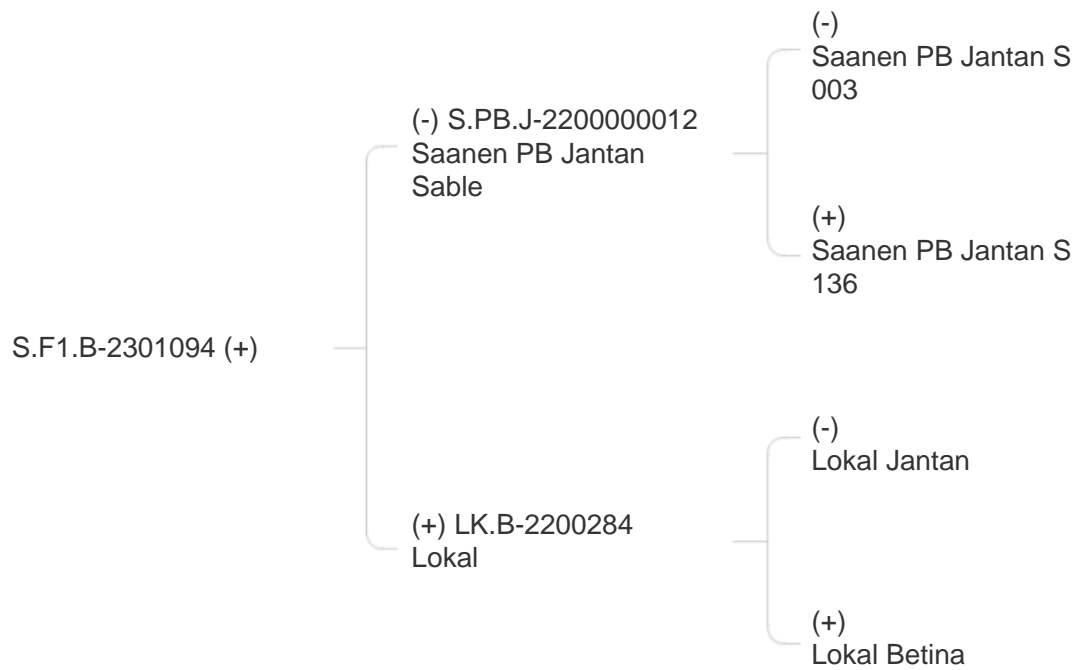 (-)
Saanen PB Jantan S
003
(-) S.PB.J-2200000012
Saanen PB Jantan
Sable
(+)
Saanen PB Jantan S
136
S.F1.B-2301094 (+)
(-)
Lokal Jantan
(+) LK.B-2200284
Lokal
(+)
Lokal Betina